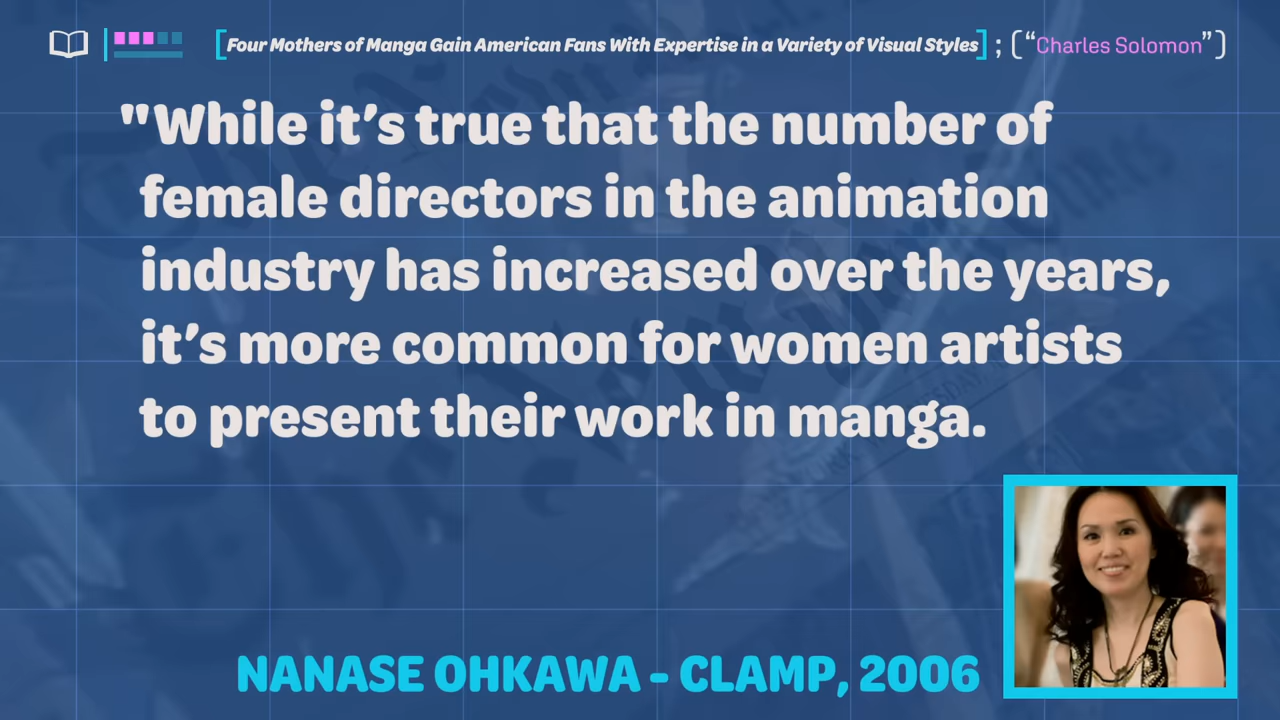 [Four Mothers of Manga Gain American Fans With Expertise in a Variety of Visual Styles] ; {“Charles Solomon”}
"While it’s true that the number of
female directors in the animation
industry has increased over the years,
it’s more common for women artists
to present their work in manga.
NANASE OHKAWA - CLAMP, 2006